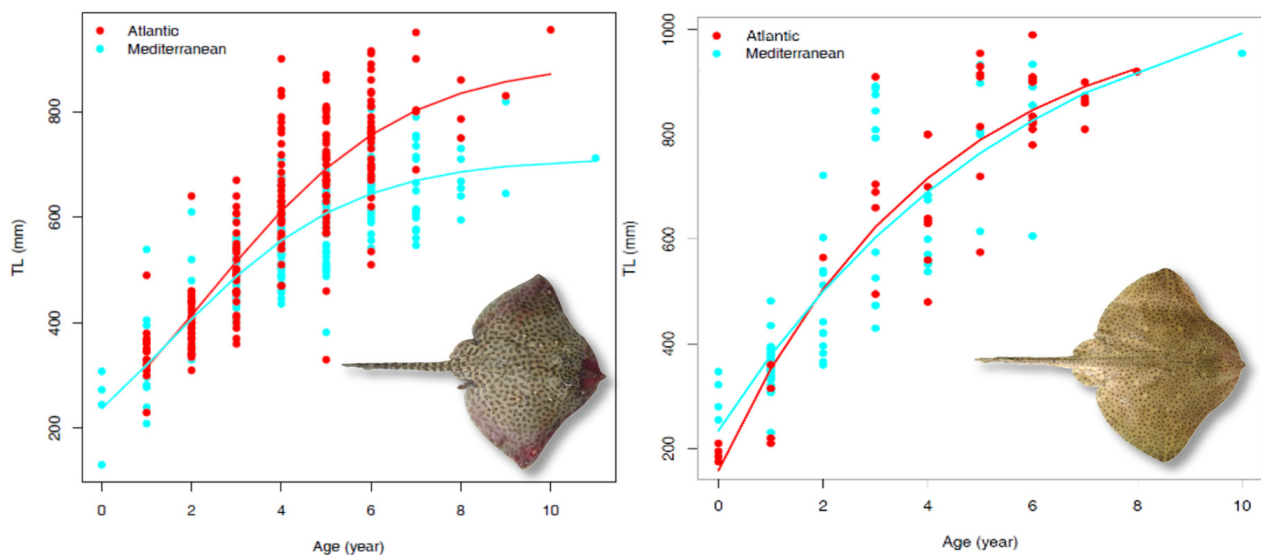 Atlantic
Mediterranean
TL (mm)
800
600
400
200
0 2 4 6 8 10
Age (year)
Atlantic
Mediterranean
TL (mm)
1000
800
600
400
200
0 2 4 6 8 10
Age (year)